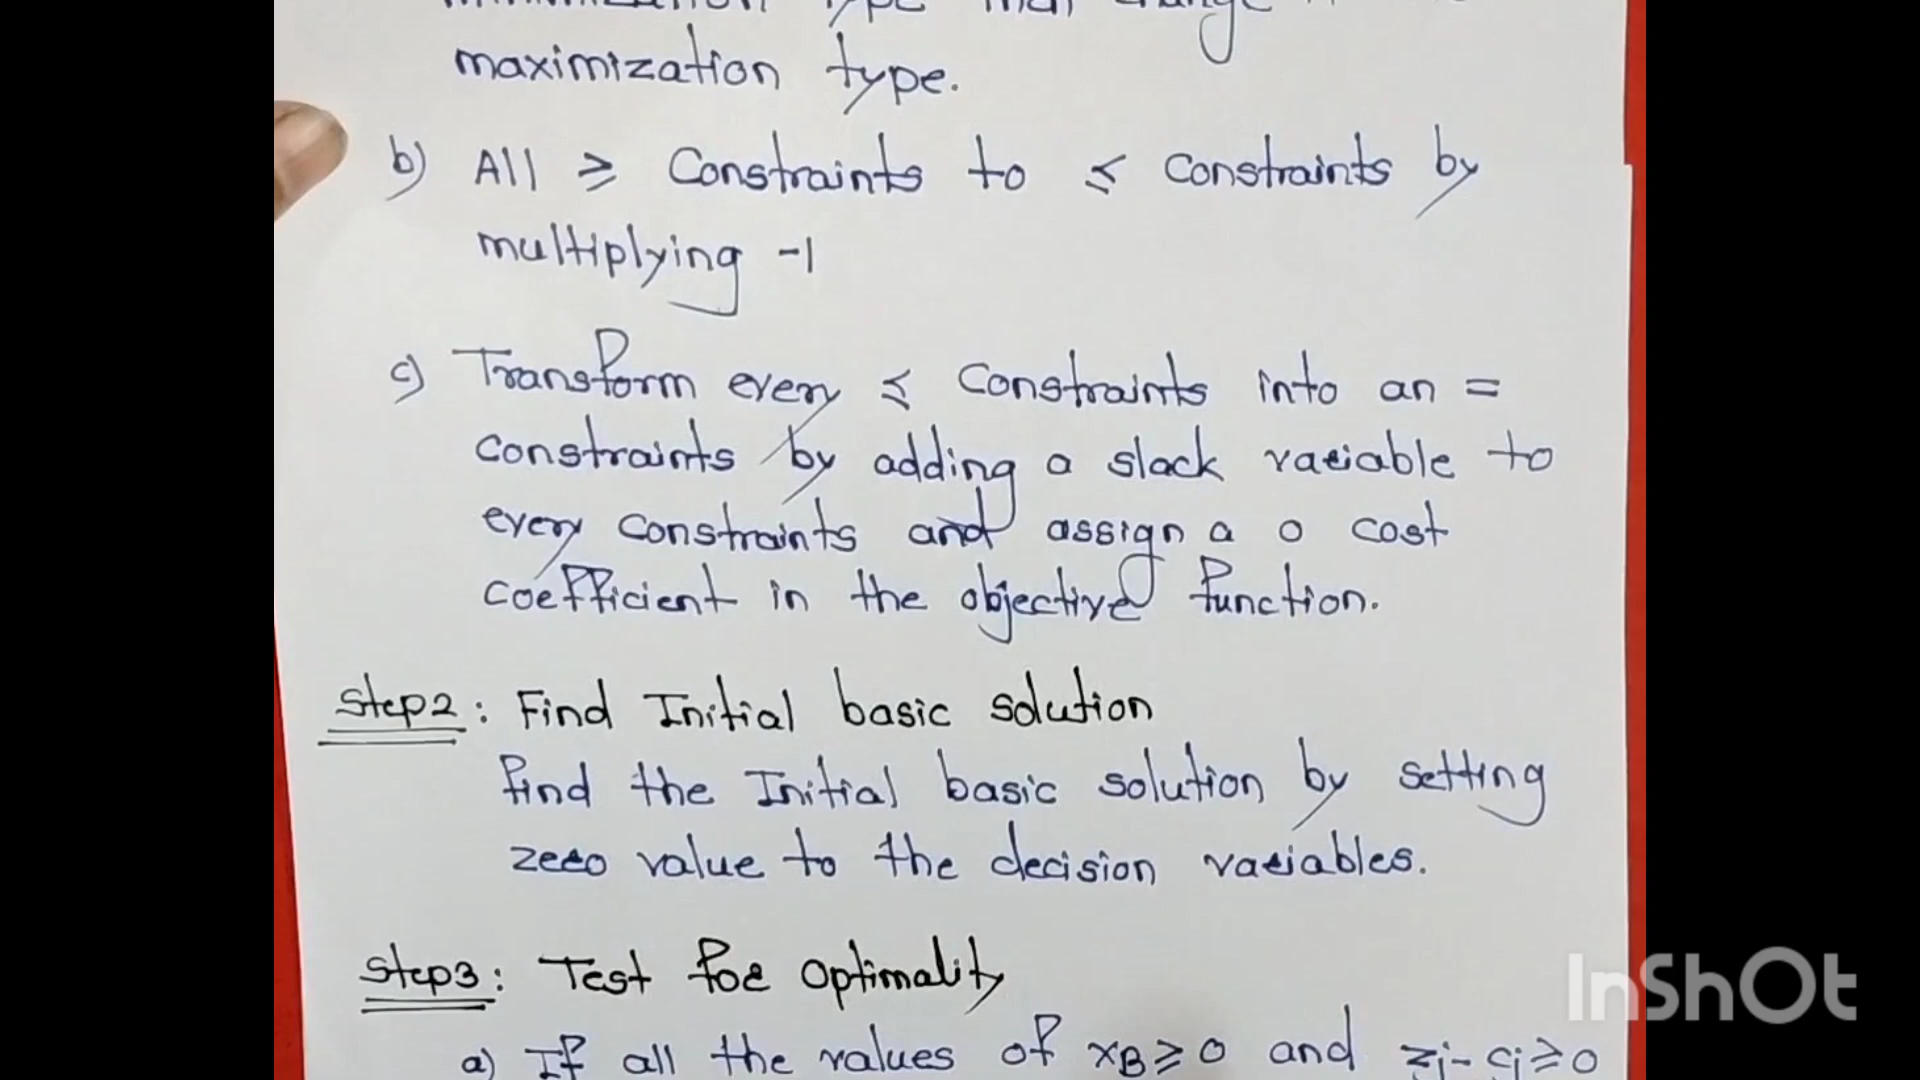 type that change
maximization type.
b) All ≥ Constraints to ≤ constraints by
multiplying -1
c) Transform every ≤ constraints into an =
constraints by adding a slack variable to
every constraints and assign a 0 cost
coefficient in the objective function.
Step2: Find Initial basic solution
find the Initial basic solution by setting
zero value to the decision variables.
Step3: Test for Optimality
a) If all the values of xB ≥ 0 and zj - cj ≥ 0
InShOt